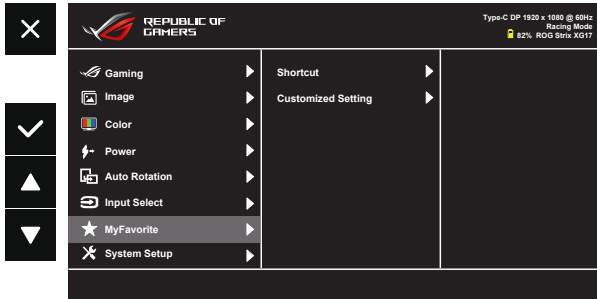 REPUBLIC OF
GAMERS
Type-C DP 1920 x 1080 @ 60Hz
Racing Mode
82% ROG Strix XG17
Gaming
Image
Color
Power
Auto Rotation
Input Select
MyFavorite
System Setup
Shortcut
Customized Setting